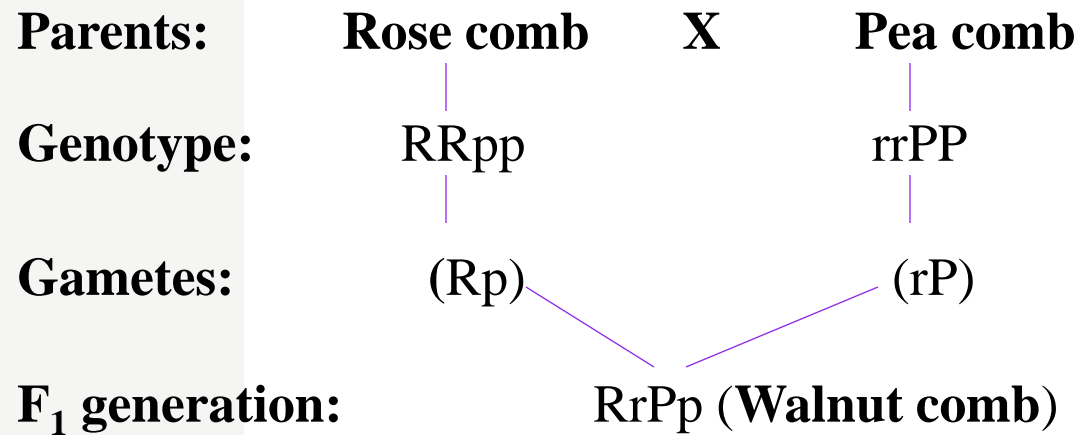 Parents: Rose comb X Pea comb
Genotype: RRpp rrPP
Gametes: (Rp) (rP)
F₁ generation: RrPp (Walnut comb)